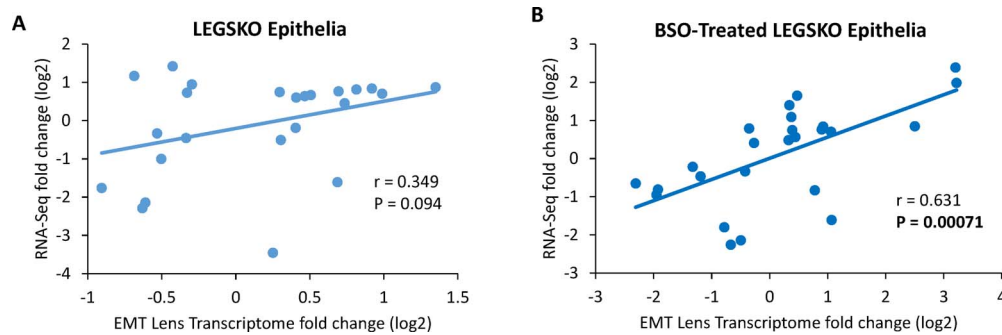 A
LEGSKO Epithelia
RNA-Seq fold change (log2)
2
1
0
-1
-2
-3
-4
-1
-0.5
0
0.5
1
1.5
r = 0.349
P = 0.094
EMT Lens Transcriptome fold change (log2)
B
BSO-Treated LEGSKO Epithelia
RNA-Seq fold change (log2)
3
2
1
0
-1
-2
-3
-3
-2
-1
0
1
2
3
4
r = 0.631
P = 0.00071
EMT Lens Transcriptome fold change (log2)